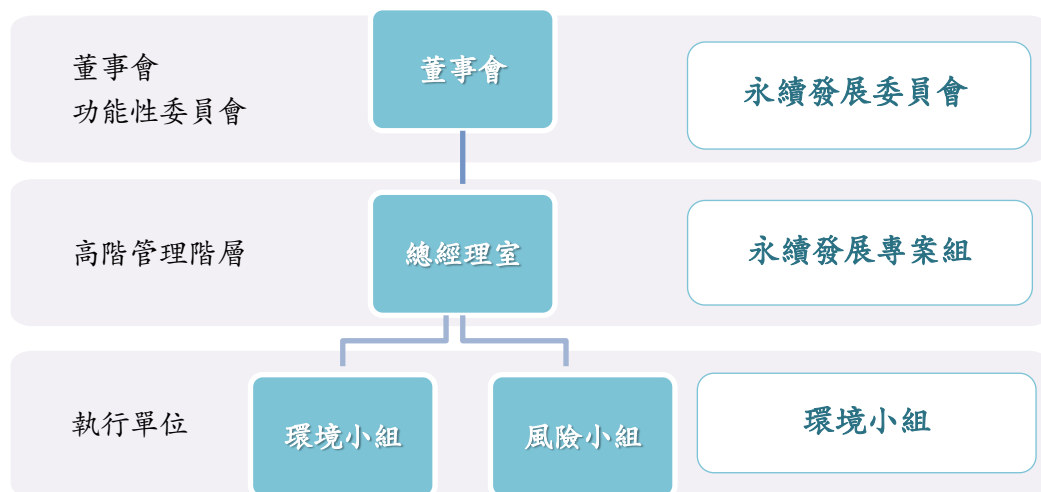 董事會
功能性委員會
董事會
永續發展委員會
高階管理階層
總經理室
永續發展專案組
執行單位
環境小組
風險小組
環境小組